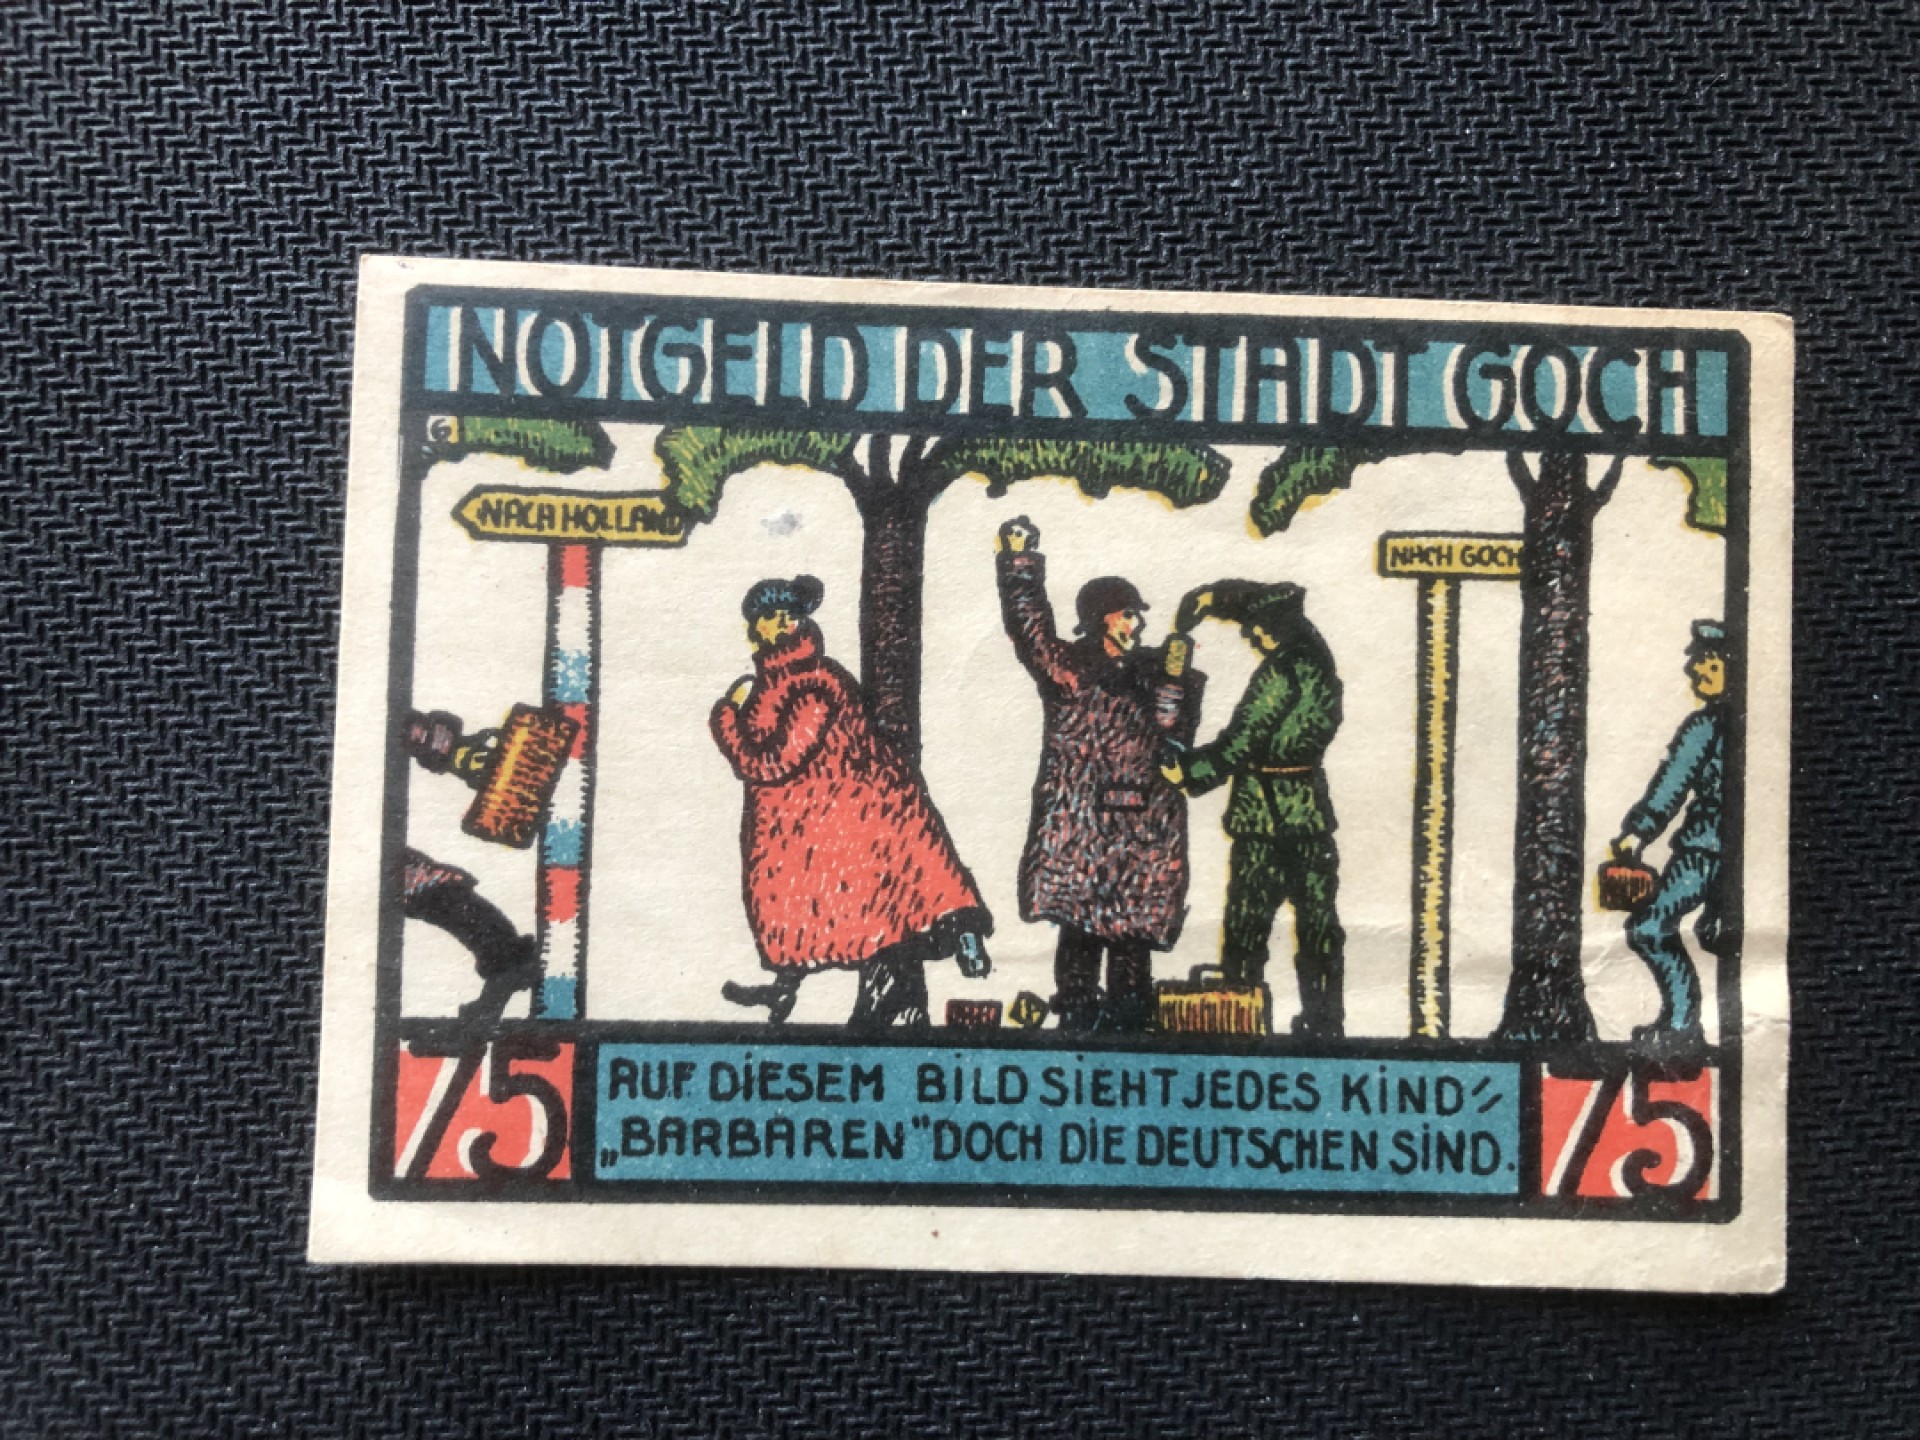 NOTGELD DER STADT GOCH
6
NACH HOLLAND
NACH GOCH
75
AUF DIESEM BILD SIEHT JEDES KIND
„BARBAREN" DOCH DIE DEUTSCHEN SIND.
75